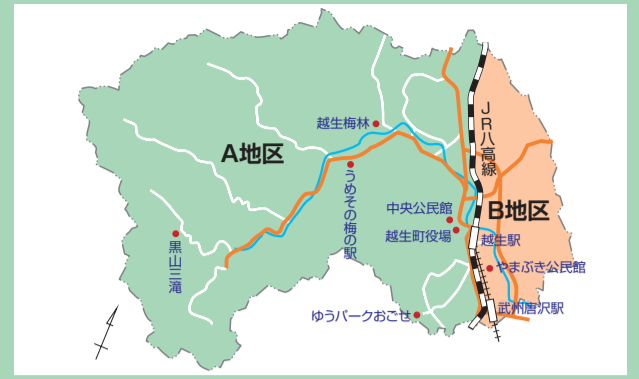 越生梅林
JR八高線
A地区
うめその梅の駅
中央公民館
B地区
越生町役場
越生駅
黒山三滝
やまぶき公民館
ゆうパークおごせ
武州唐沢駅